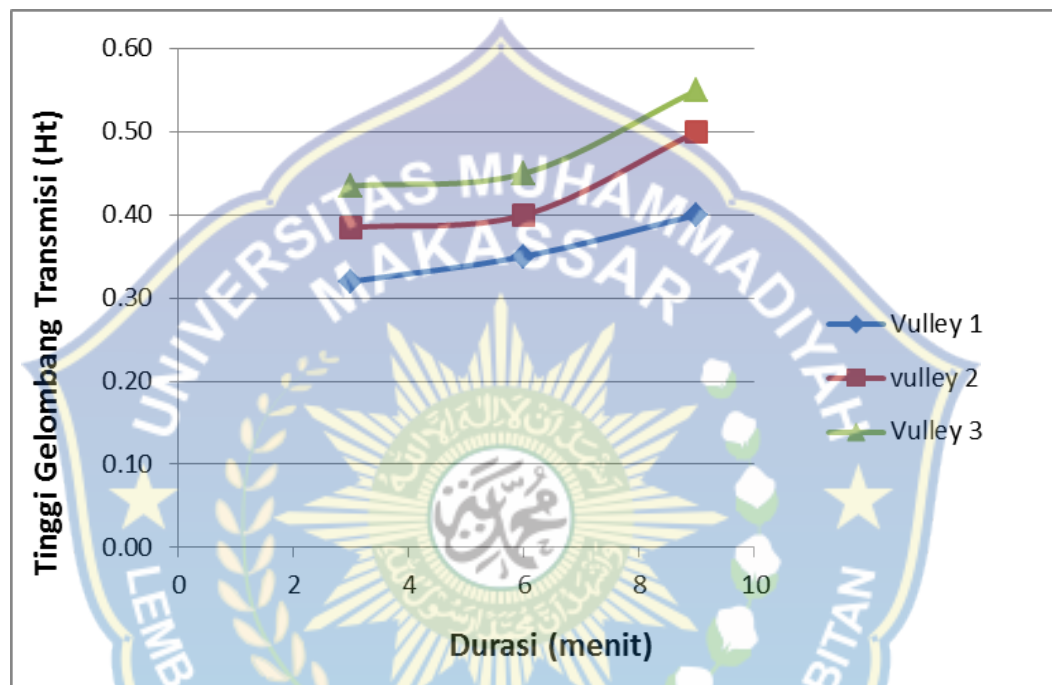 0.60
0.50
0.40
0.30
0.20
0.10
0.00
0 2 4 6 8 10
Tinggi Gelombang Transmisi (Ht)
Durasi (menit)
Vulley 1
vulley 2
Vulley 3
UNIVERSITAS MUHAMMADIYAH
MAKASSAR
LEMB
BITAN